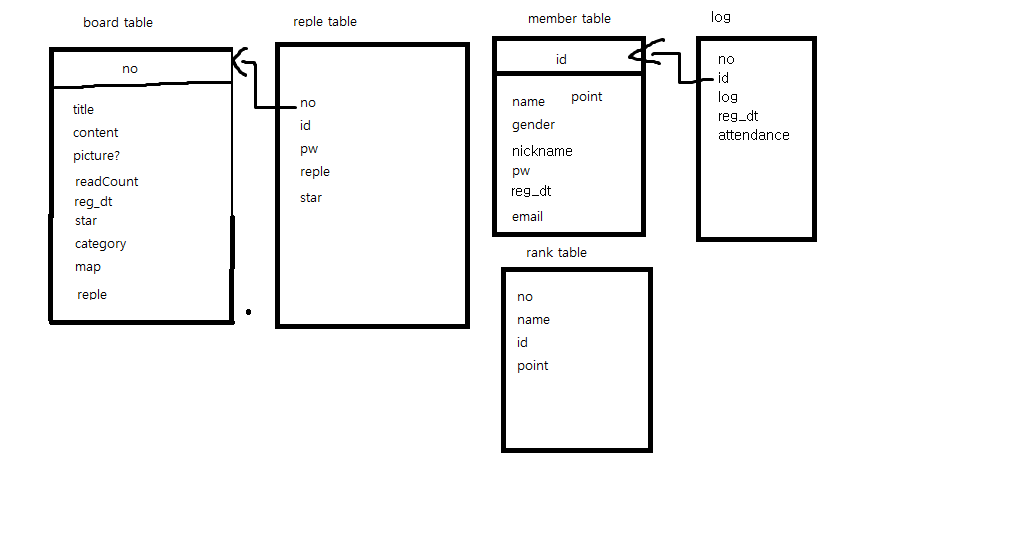 board table
no
title
content
picture?
readCount
reg_dt
star
category
map
reple
reple table
no
id
pw
reple
star
member table
id
name point
gender
nickname
pw
reg_dt
email
log
no
id
log
reg_dt
attendance
rank table
no
name
id
point